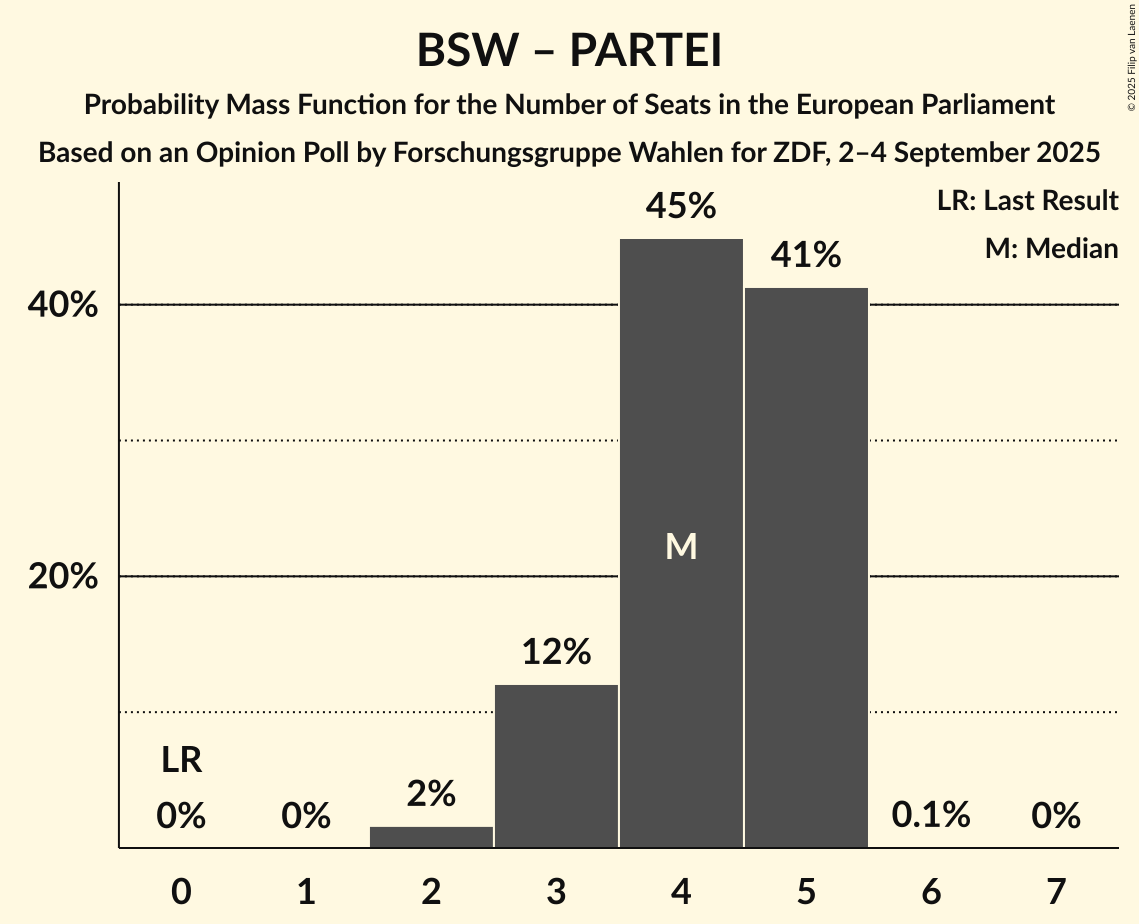 BSW – PARTEI
Probability Mass Function for the Number of Seats in the European Parliament
Based on an Opinion Poll by Forschungsgruppe Wahlen for ZDF, 2–4 September 2025
© 2025 Filip van Laenen
LR: Last Result
M: Median
45%
41%
40%
M
20%
12%
LR
0%
0%
2%
0.1%
0%
0
1
2
3
4
5
6
7